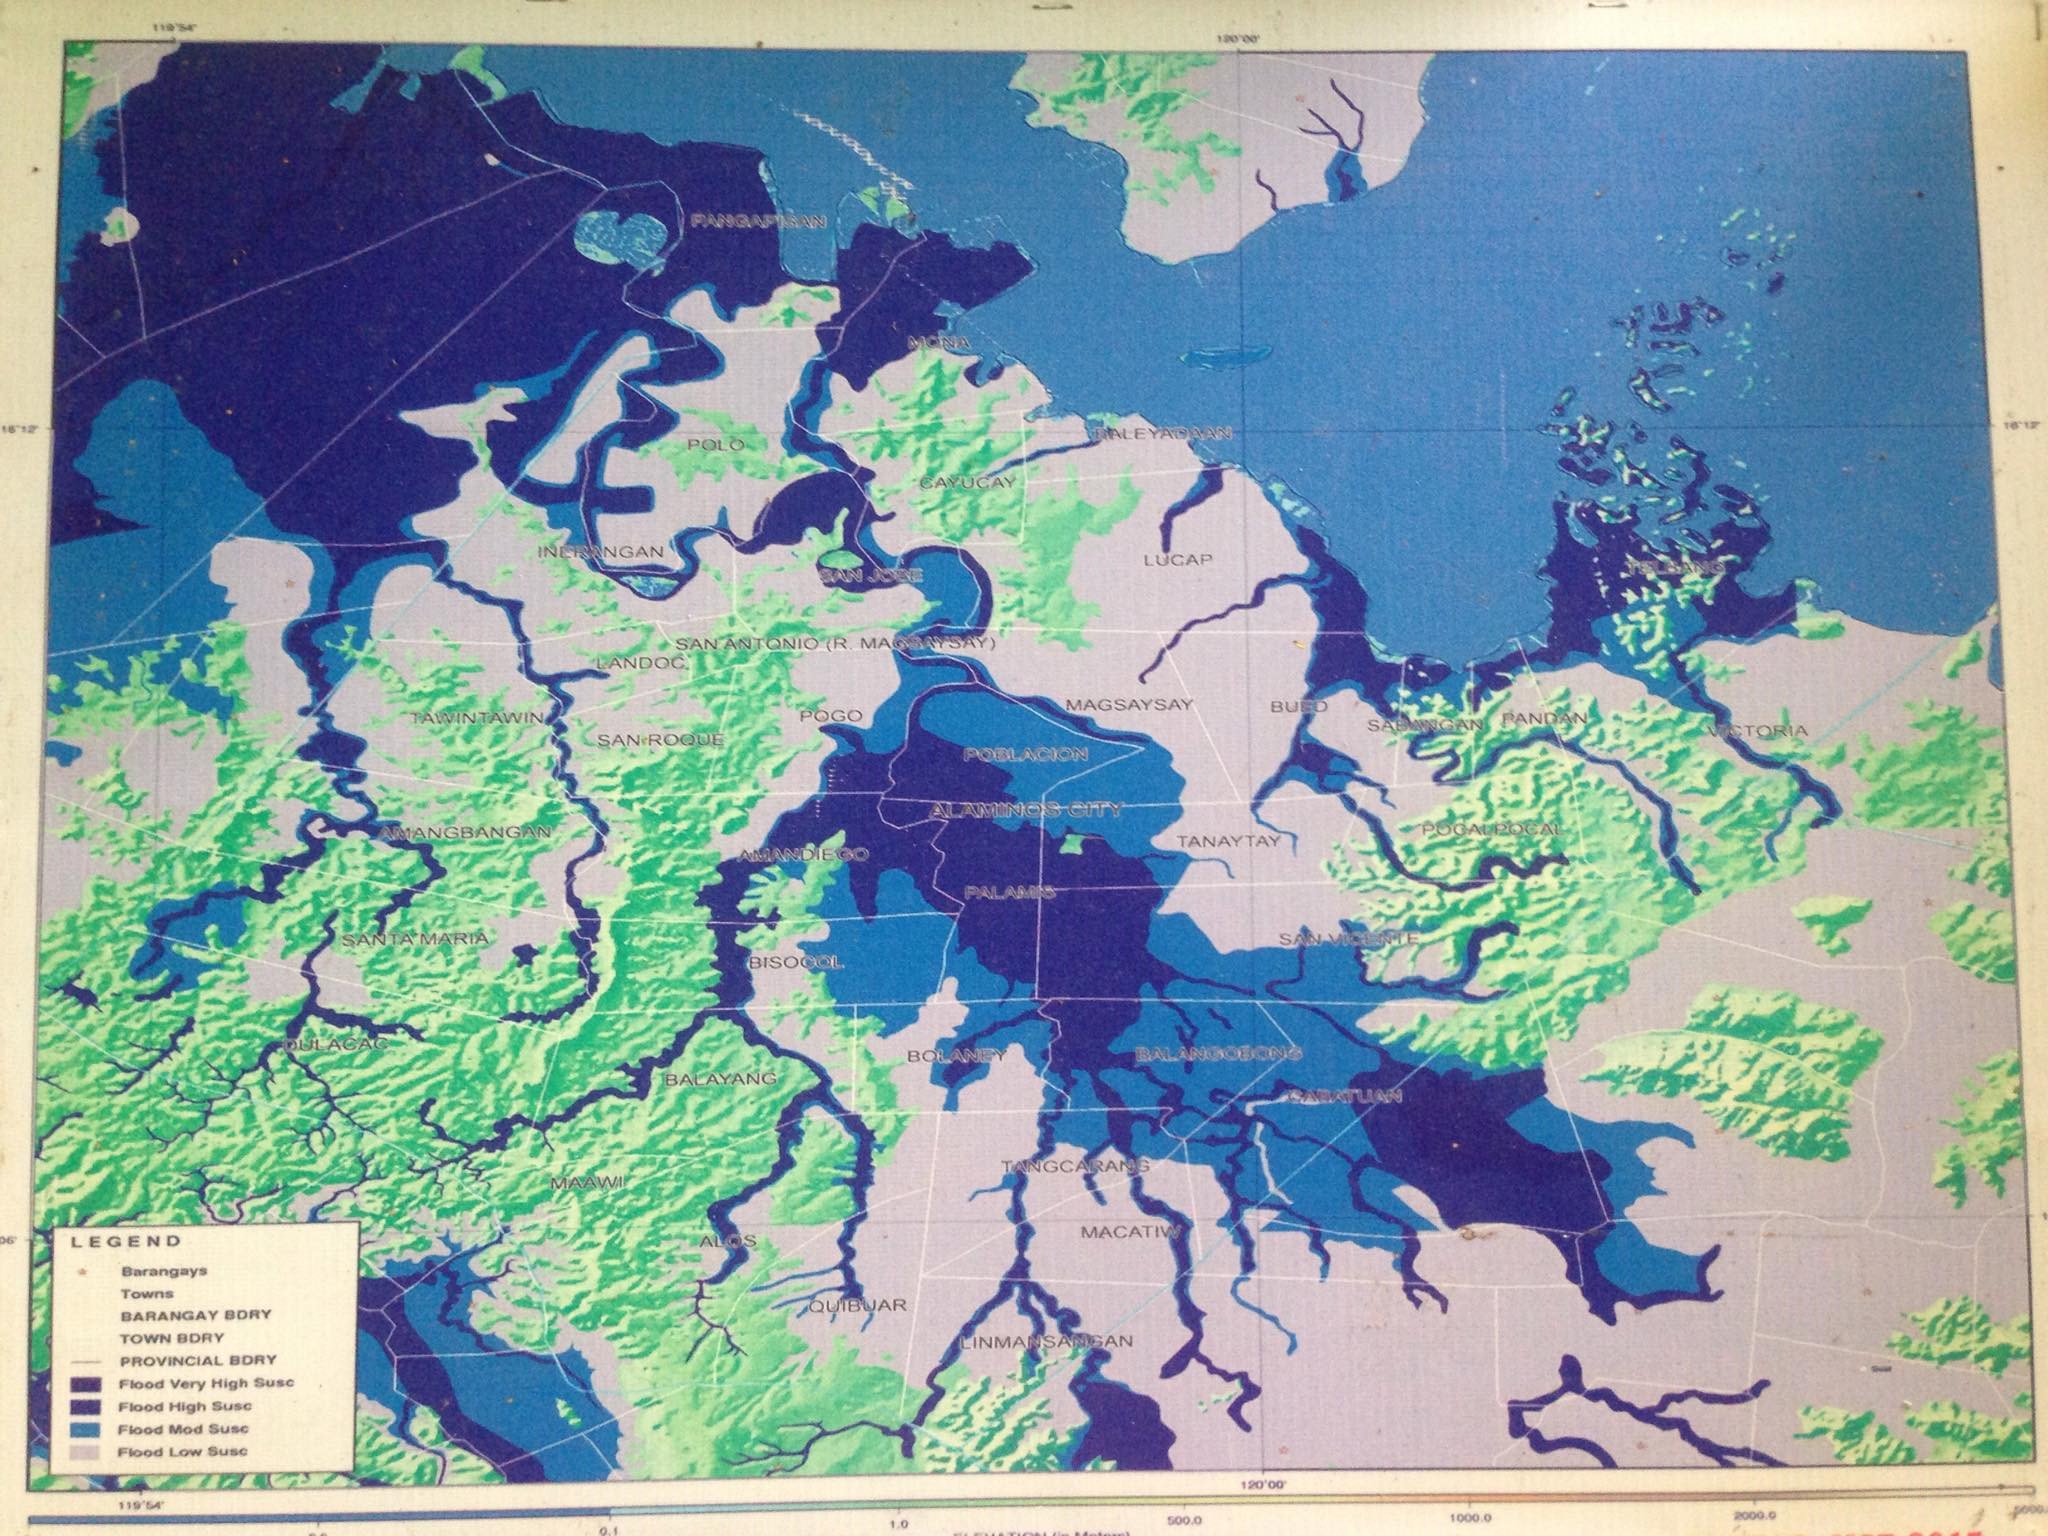 119°54'
120°00'
PANGAPISAN
MONA
16°12'
16°12'
BALEYADAAN
POLO
CAYUCAY
INERANGAN
LUCAP
TELBANG
SAN JOSE
SAN ANTONIO (R. MAGSAYSAY)
LANDOC
MAGSAYSAY
BUED
TAWINTAWIN
POGO
SABANGAN
PANDAN
VICTORIA
SAN ROQUE
POBLACION
ALAMINOS CITY
AMANGBANGAN
POCALPOCAL
TANAYTAY
AMANDIEGO
PALAMIS
SANTA MARIA
SAN VICENTE
BISOCOL
DULACAC
BOLANEY
BALANGOBONG
BALAYANG
CABATUAN
TANGCARANG
MAAWI
MACATIW
ALOS
06'
LEGEND
Barangays
Towns
BARANGAY BDRY
TOWN BDRY
PROVINCIAL BDRY
Flood Very High Susc
Flood High Susc
Flood Mod Susc
Flood Low Susc
QUIBUAR
LINMANSANGAN
119°54'
120°00'
0.1
1.0
500.0
1000.0
2000.0
5000.
ELEVATION (in Meters)